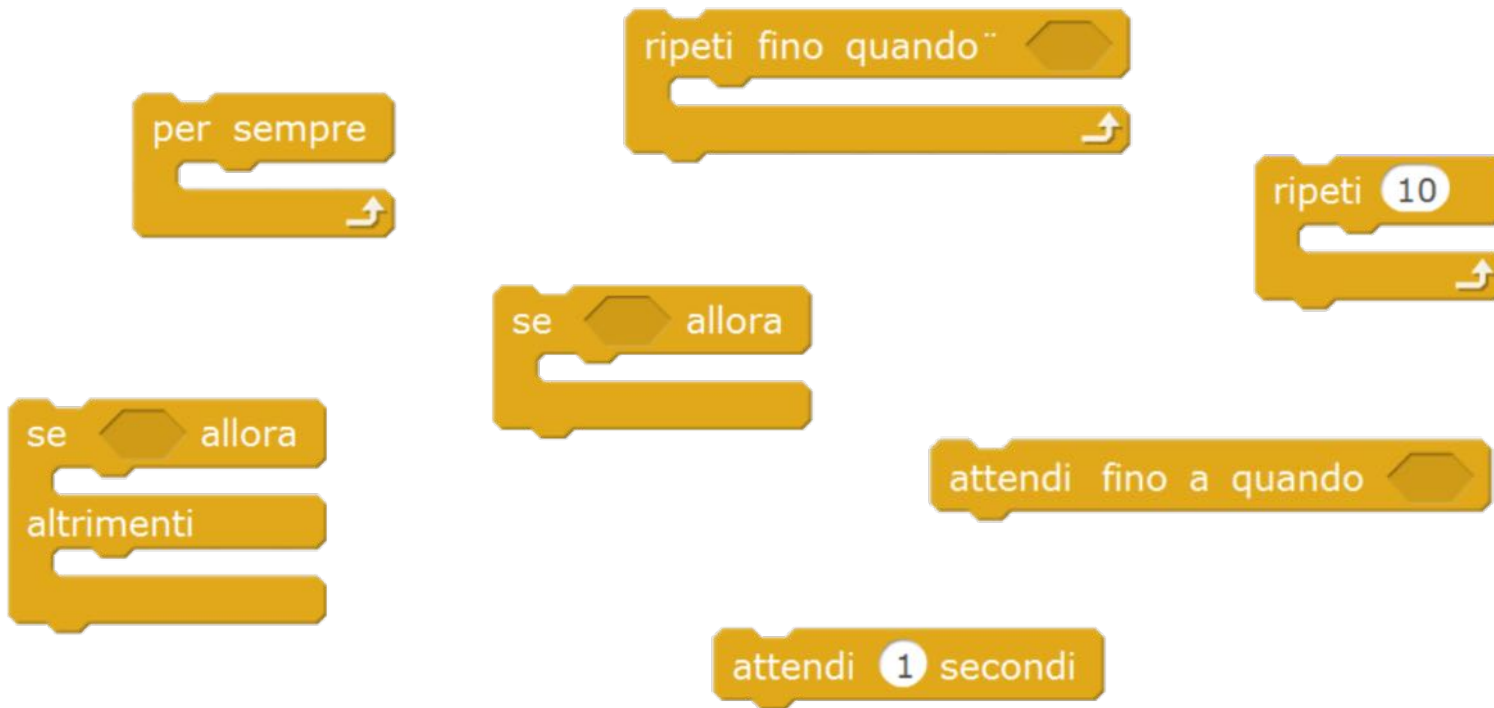 ripeti fino quando¨
per sempre
ripeti 10
se allora
se allora
altrimenti
attendi fino a quando
attendi 1 secondi